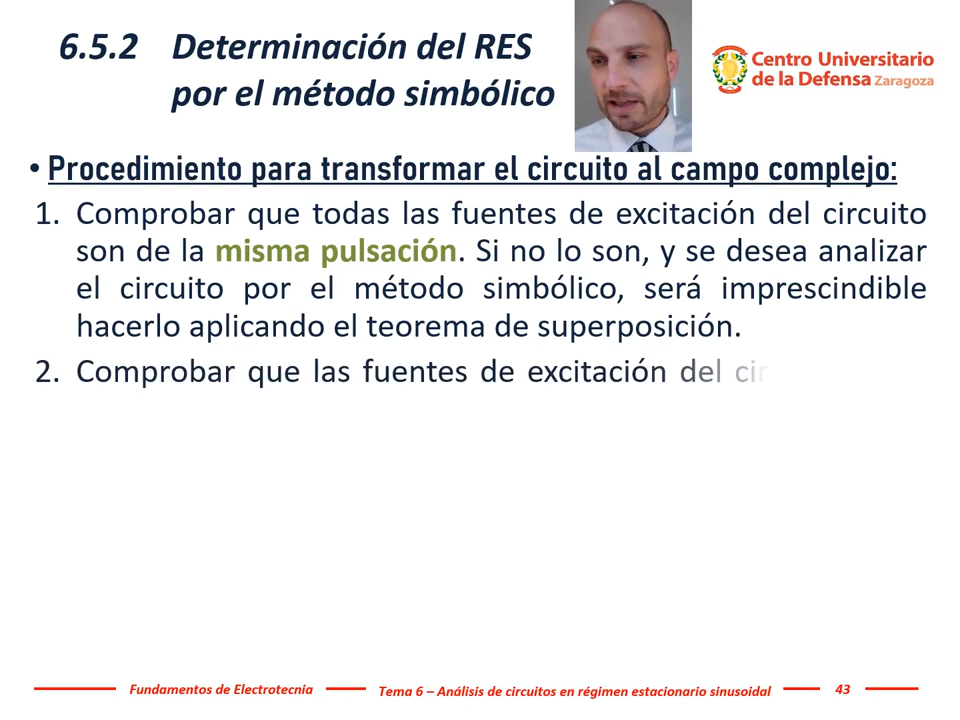 6.5.2 Determinación del RES
por el método simbólico
Centro Universitario
de la Defensa Zaragoza
• Procedimiento para transformar el circuito al campo complejo:
1. Comprobar que todas las fuentes de excitación del circuito
son de la misma pulsación. Si no lo son, y se desea analizar
el circuito por el método simbólico, será imprescindible
hacerlo aplicando el teorema de superposición.
2. Comprobar que las fuentes de excitación del cir
Fundamentos de Electrotecnia
Tema 6 – Análisis de circuitos en régimen estacionario sinusoidal
43